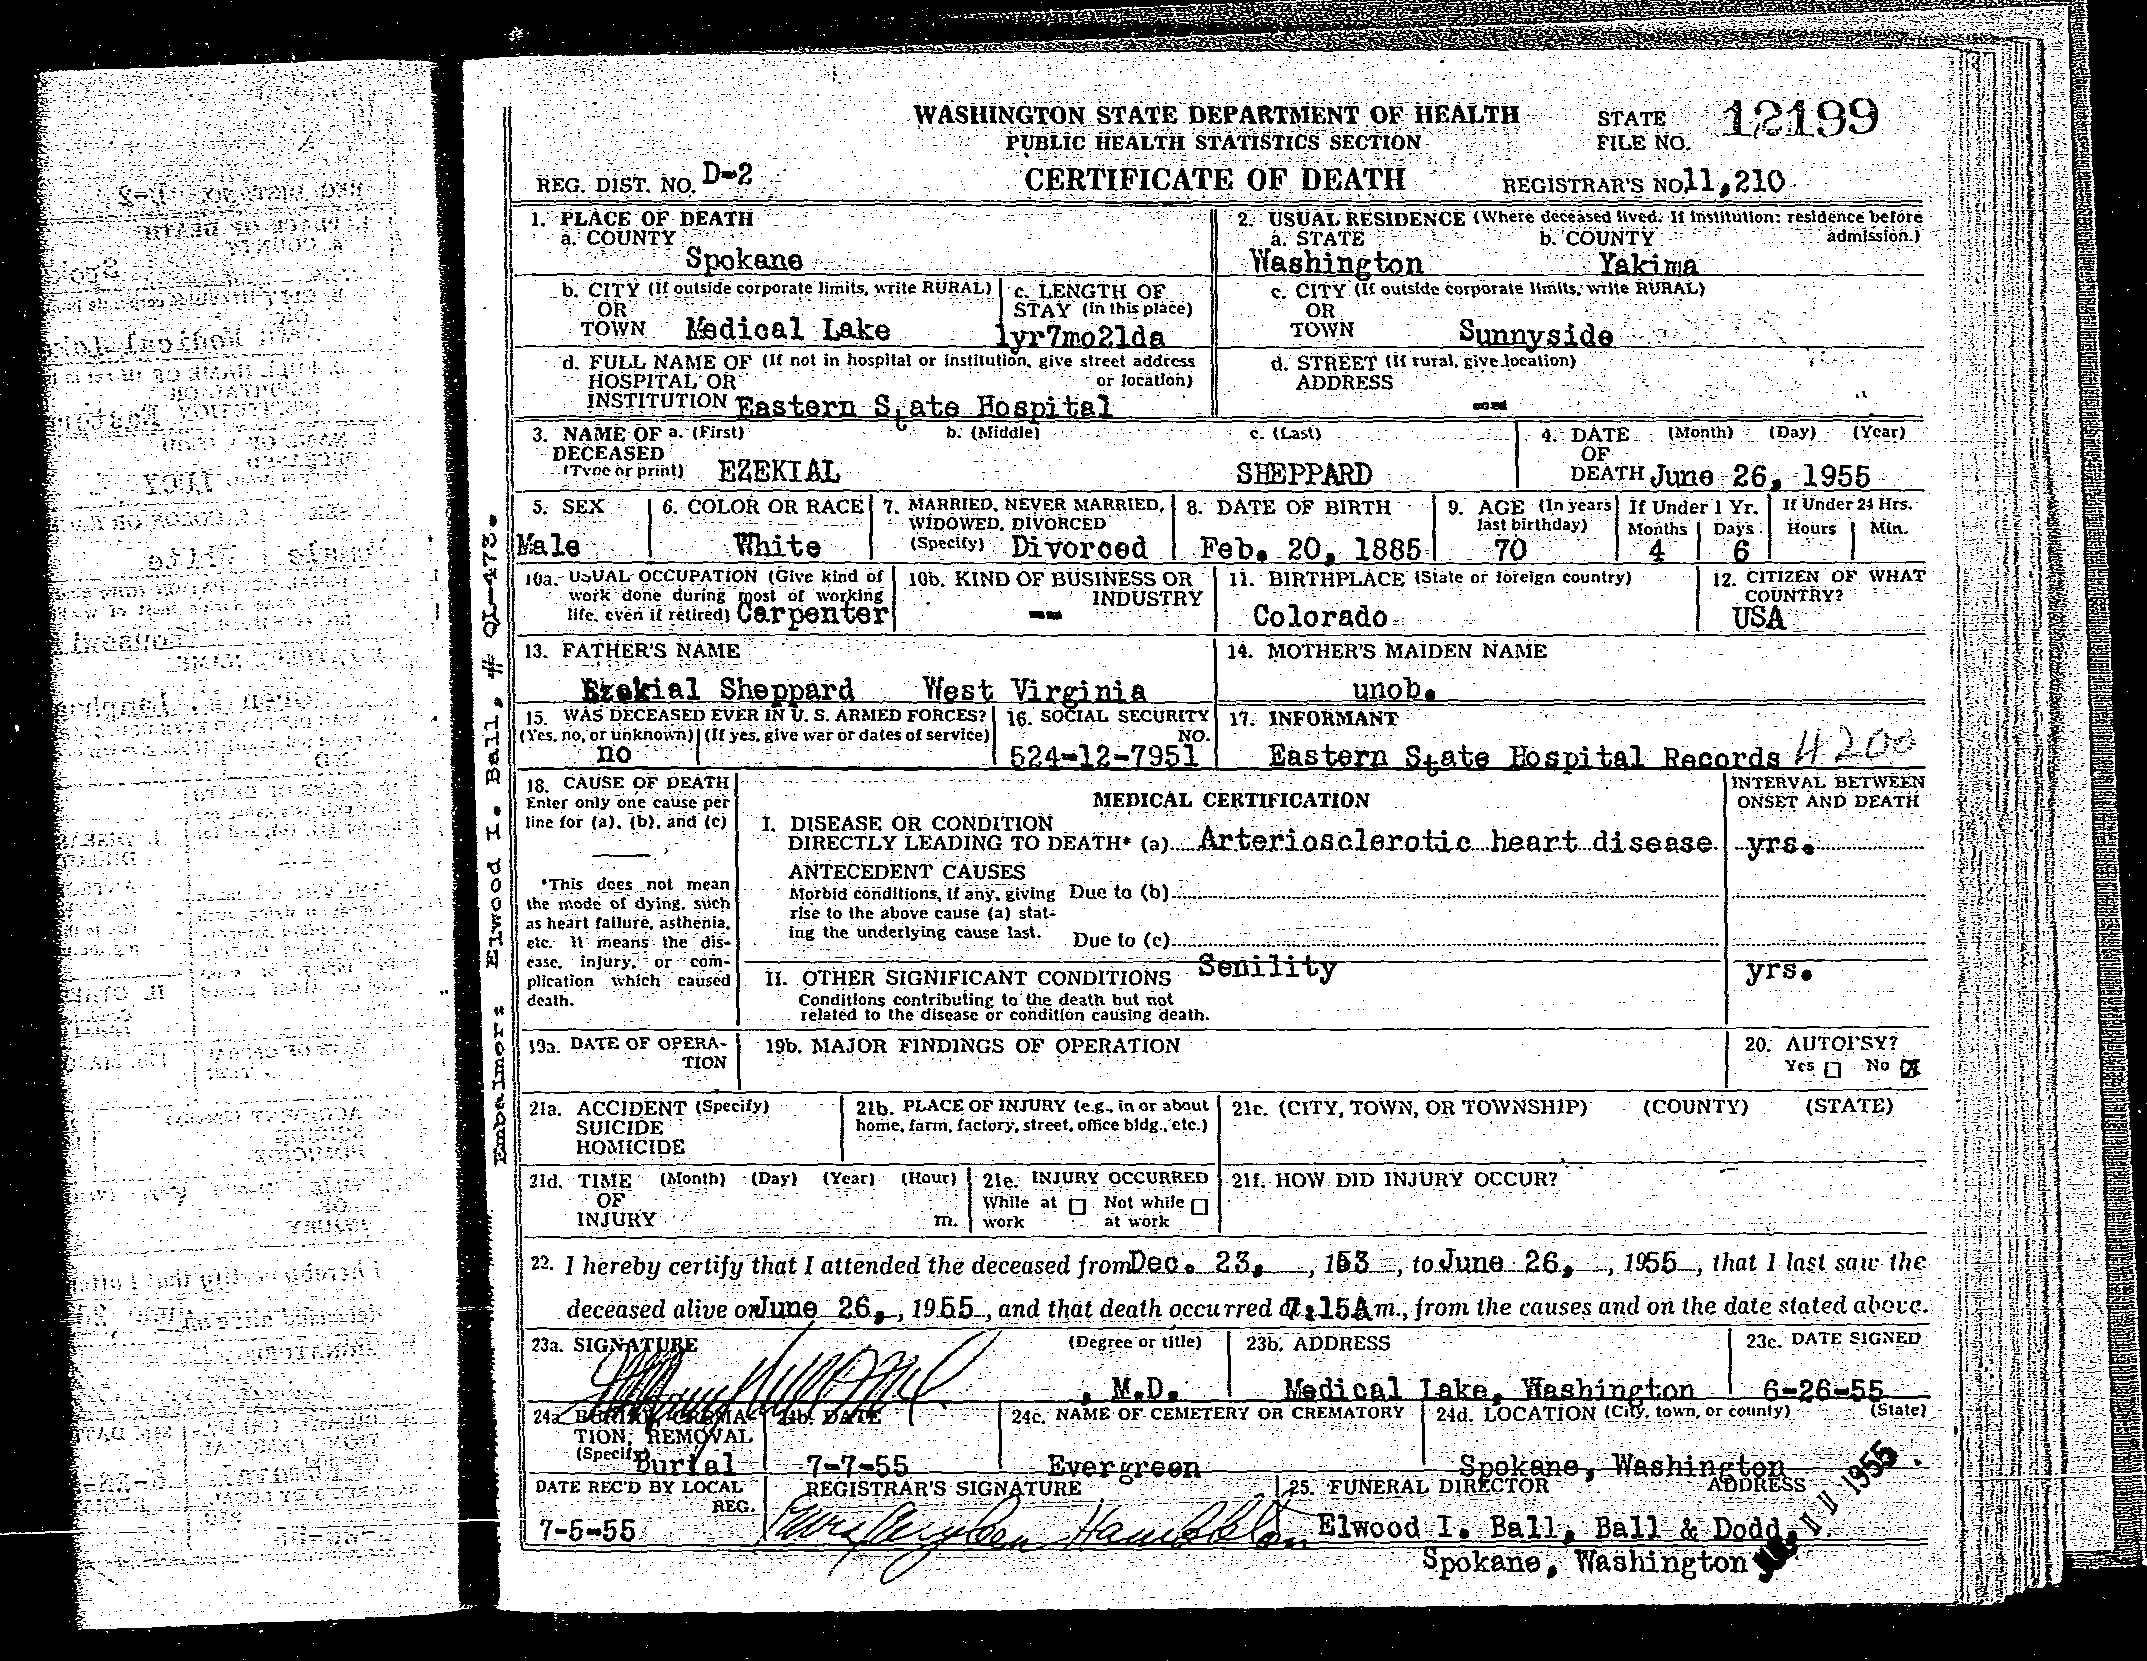 WASHINGTON STATE DEPARTMENT OF HEALTH
PUBLIC HEALTH STATISTICS SECTION
CERTIFICATE OF DEATH
STATE FILE NO. 12199
REG. DIST. NO. D-2
REGISTRAR'S NO. 11,210
1. PLACE OF DEATH
a. COUNTY
Spokane
2. USUAL RESIDENCE (Where deceased lived. If institution: residence before admission.)
a. STATE b. COUNTY
Washington Yakima
b. CITY (If outside corporate limits, write RURAL)
OR
TOWN Medical Lake
c. LENGTH OF
STAY (in this place)
1yr7mo21da
c. CITY (If outside corporate limits, write RURAL)
OR
TOWN Sunnyside
d. FULL NAME OF (If not in hospital or institution, give street address
HOSPITAL OR or location)
INSTITUTION Eastern State Hospital
d. STREET (If rural, give location)
ADDRESS
--
3. NAME OF a. (First) b. (Middle) c. (Last)
DECEASED
(Type or print) EZEKIAL SHEPPARD
4. DATE (Month) (Day) (Year)
OF
DEATH June 26, 1955
5. SEX
Male
6. COLOR OR RACE
White
7. MARRIED, NEVER MARRIED,
WIDOWED, DIVORCED
(Specify) Divorced
8. DATE OF BIRTH
Feb. 20, 1885
9. AGE (In years last birthday)
70
If Under 1 Yr.
Months Days
4 6
If Under 24 Hrs.
Hours Min.
10a. USUAL OCCUPATION (Give kind of
work done during most of working
life, even if retired) Carpenter
10b. KIND OF BUSINESS OR
INDUSTRY
--
11. BIRTHPLACE (State or foreign country)
Colorado
12. CITIZEN OF WHAT
COUNTRY?
USA
13. FATHER'S NAME
Ezekial Sheppard West Virginia
14. MOTHER'S MAIDEN NAME
unob.
15. WAS DECEASED EVER IN U. S. ARMED FORCES?
(Yes, no, or unknown) (If yes, give war or dates of service)
no
16. SOCIAL SECURITY
NO.
524-12-7951
17. INFORMANT
Eastern State Hospital Records 4200
18. CAUSE OF DEATH
Enter only one cause per
line for (a), (b), and (c)
*This does not mean
the mode of dying, such
as heart failure, asthenia,
etc. It means the dis-
ease, injury, or com-
plication which caused
death.
MEDICAL CERTIFICATION
INTERVAL BETWEEN
ONSET AND DEATH
I. DISEASE OR CONDITION
DIRECTLY LEADING TO DEATH* (a) Arteriosclerotic heart disease yrs.
ANTECEDENT CAUSES
Morbid conditions, if any, giving Due to (b)
rise to the above cause (a) stat-
ing the underlying cause last. Due to (c)
II. OTHER SIGNIFICANT CONDITIONS Senility yrs.
Conditions contributing to the death but not
related to the disease or condition causing death.
19a. DATE OF OPERA-
TION
19b. MAJOR FINDINGS OF OPERATION
20. AUTOPSY?
Yes No X
21a. ACCIDENT (Specify)
SUICIDE
HOMICIDE
21b. PLACE OF INJURY (e.g., in or about
home, farm, factory, street, office bldg., etc.)
21c. (CITY, TOWN, OR TOWNSHIP) (COUNTY) (STATE)
21d. TIME (Month) (Day) (Year) (Hour)
OF
INJURY m.
21e. INJURY OCCURRED
While at Not while
work at work
21f. HOW DID INJURY OCCUR?
22. I hereby certify that I attended the deceased from Dec. 23, , 153 , to June 26, , 1955 , that I last saw the
deceased alive on June 26, , 1955 , and that death occurred at 7:15A m., from the causes and on the date stated above.
23a. SIGNATURE (Degree or title)
, M.D.
23b. ADDRESS
Medical Lake, Washington
23c. DATE SIGNED
6-26-55
24a. BURIAL, CREMA-
TION, REMOVAL
(Specify) Burial
24b. DATE
7-7-55
24c. NAME OF CEMETERY OR CREMATORY
Evergreen
24d. LOCATION (City, town, or county) (State)
Spokane, Washington
DATE REC'D BY LOCAL
REG.
7-5-55
REGISTRAR'S SIGNATURE
25. FUNERAL DIRECTOR ADDRESS
Elwood I. Ball, Ball & Dodd,
Spokane, Washington
1955
Embalmers Elwood I. Ball, # QL-473.